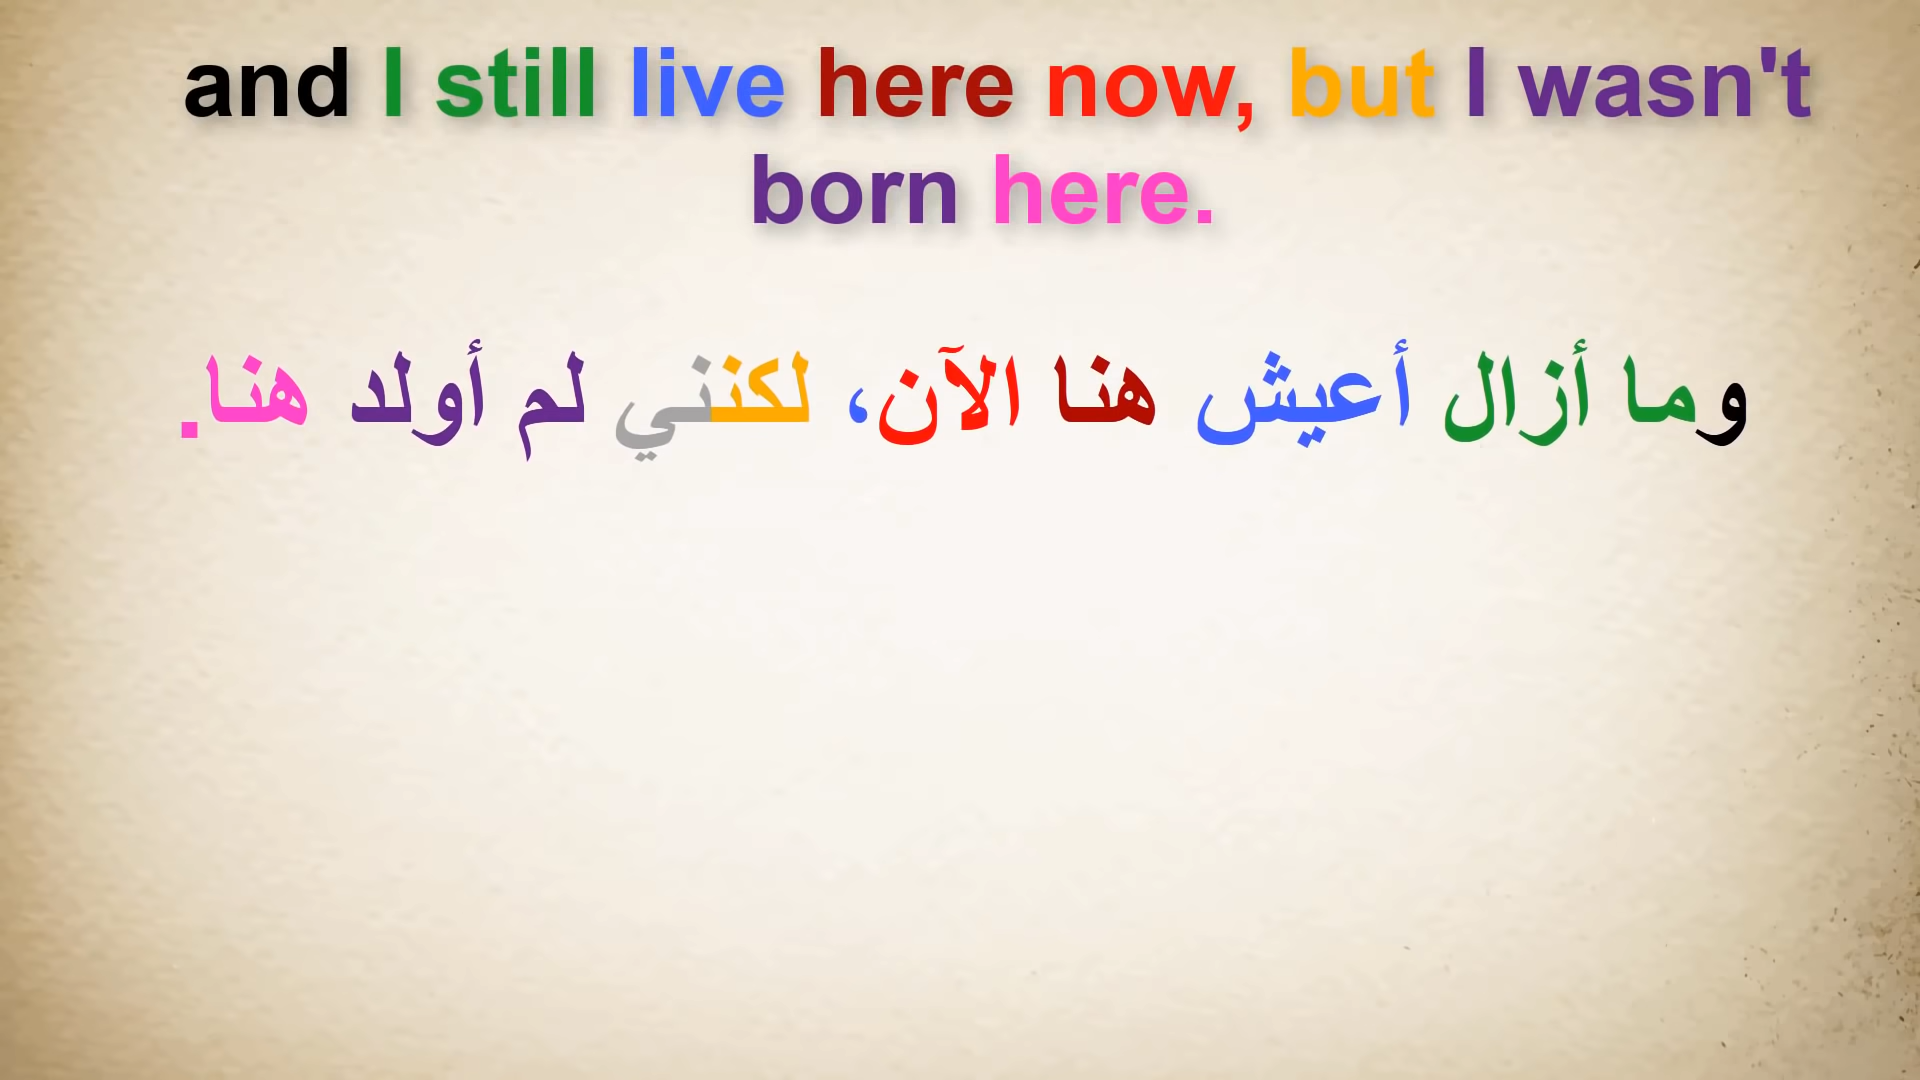 and I still live here now, but I wasn't
born here.
وما أزال أعيش هنا الآن، لكنني لم أولد هنا.